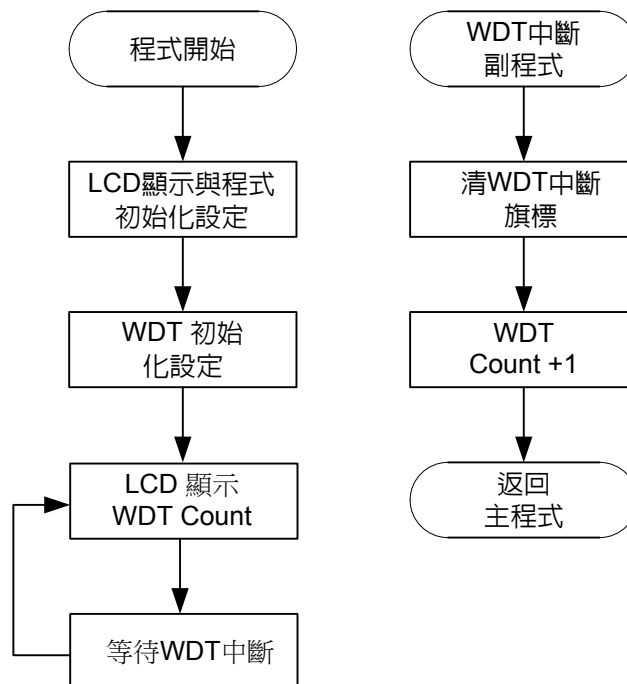 程式開始
LCD顯示與程式
初始化設定
WDT 初始
化設定
LCD 顯示
WDT Count
等待WDT中斷
WDT中斷
副程式
清WDT中斷
旗標
WDT
Count +1
返回
主程式